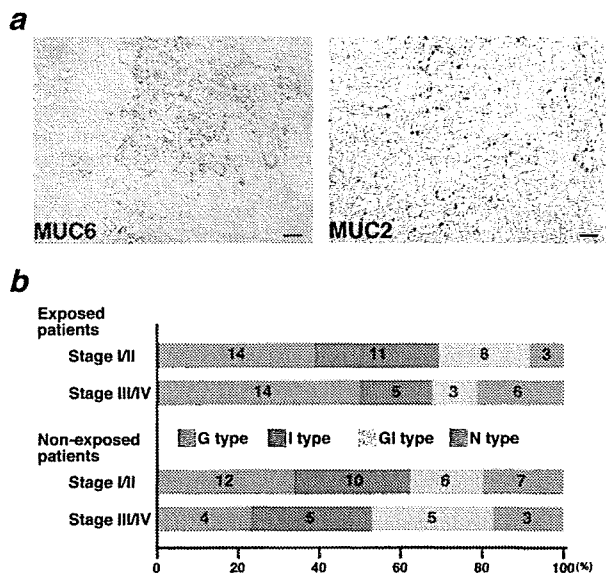 a
MUC6
MUC2
b
Exposed
patients
Stage I/II
14 11 8 3
Stage III/IV
14 5 3 6
Non-exposed
patients
G type I type GI type N type
Stage I/II
12 10 6 7
Stage III/IV
4 5 5 3
0 20 40 60 80 100(%)